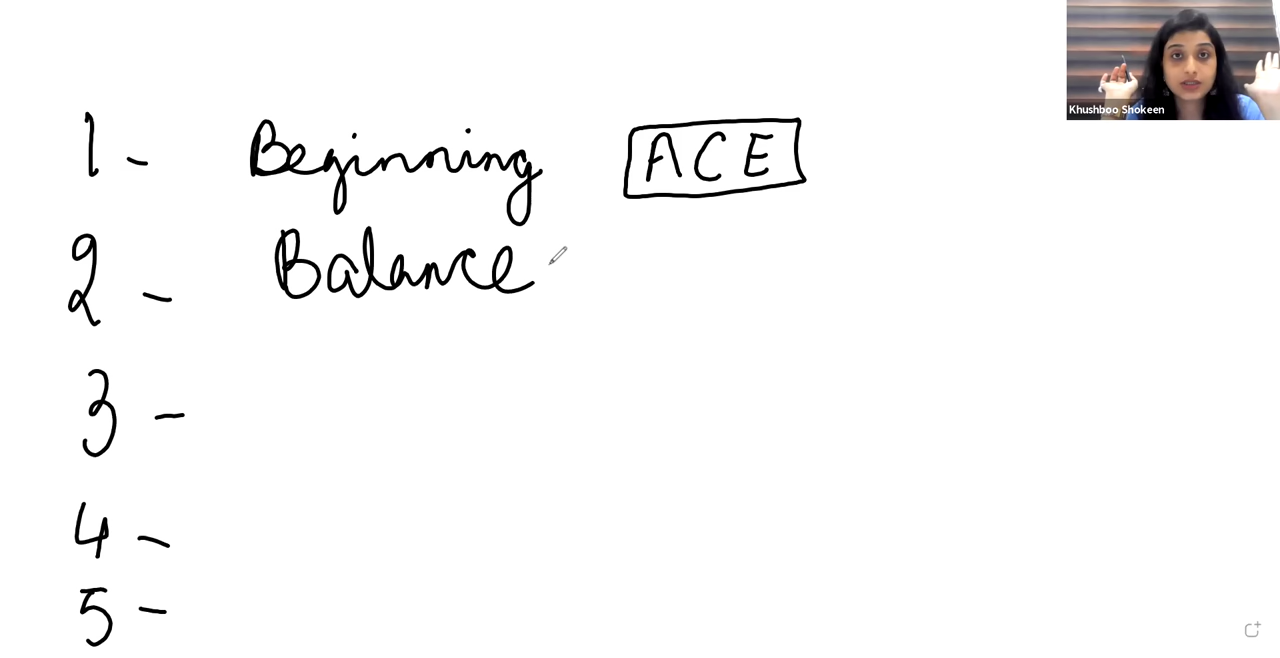 Khushboo Shokeen
1 - Beginning ACE
2 - Balance
3 -
4 -
5 -